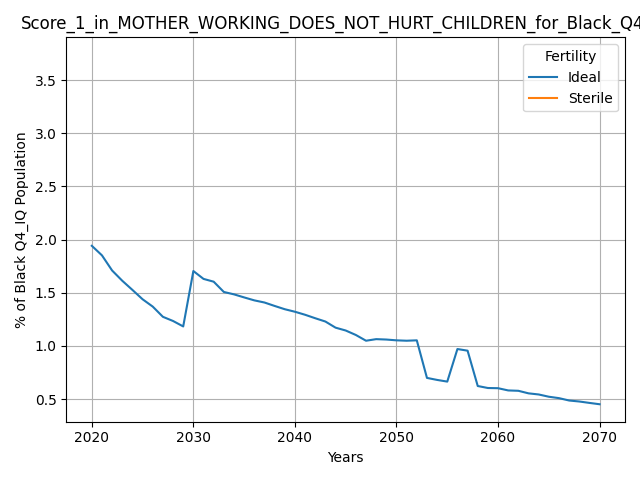 Score_1_in_MOTHER_WORKING_DOES_NOT_HURT_CHILDREN_for_Black_Q4
Fertility
Ideal
Sterile
3.5
3.0
2.5
2.0
1.5
1.0
0.5
% of Black Q4_IQ Population
2020 2030 2040 2050 2060 2070
Years